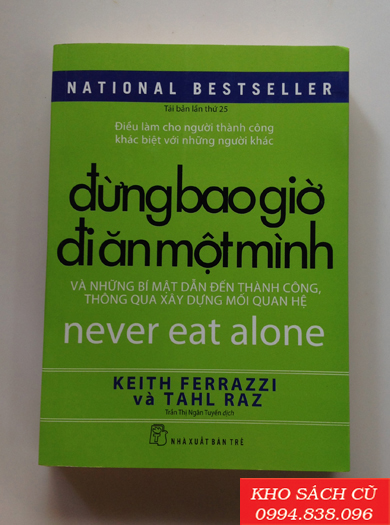 NATIONAL BESTSELLER
Tái bản lần thứ 25
Điều làm cho người thành công
khác biệt với những người khác
đừng bao giờ
đi ăn một mình
VÀ NHỮNG BÍ MẬT DẪN ĐẾN THÀNH CÔNG,
THÔNG QUA XÂY DỰNG MỐI QUAN HỆ
never eat alone
KEITH FERRAZZI
và TAHL RAZ
Trần Thị Ngân Tuyến dịch
NHÀ XUẤT BẢN TRẺ
KHO SÁCH CŨ
0994.838.096